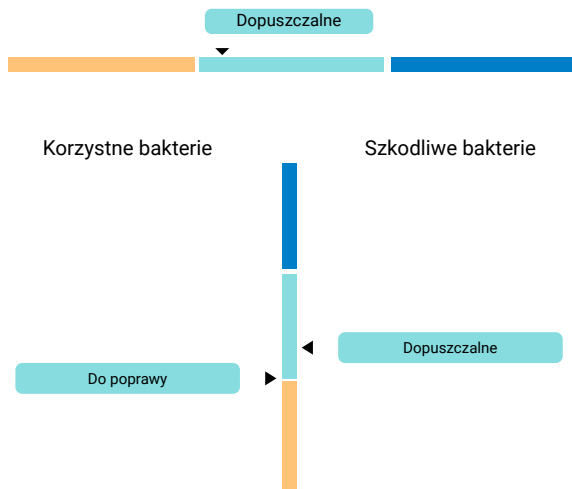 Dopuszczalne
Korzystne bakterie
Szkodliwe bakterie
Dopuszczalne
Do poprawy